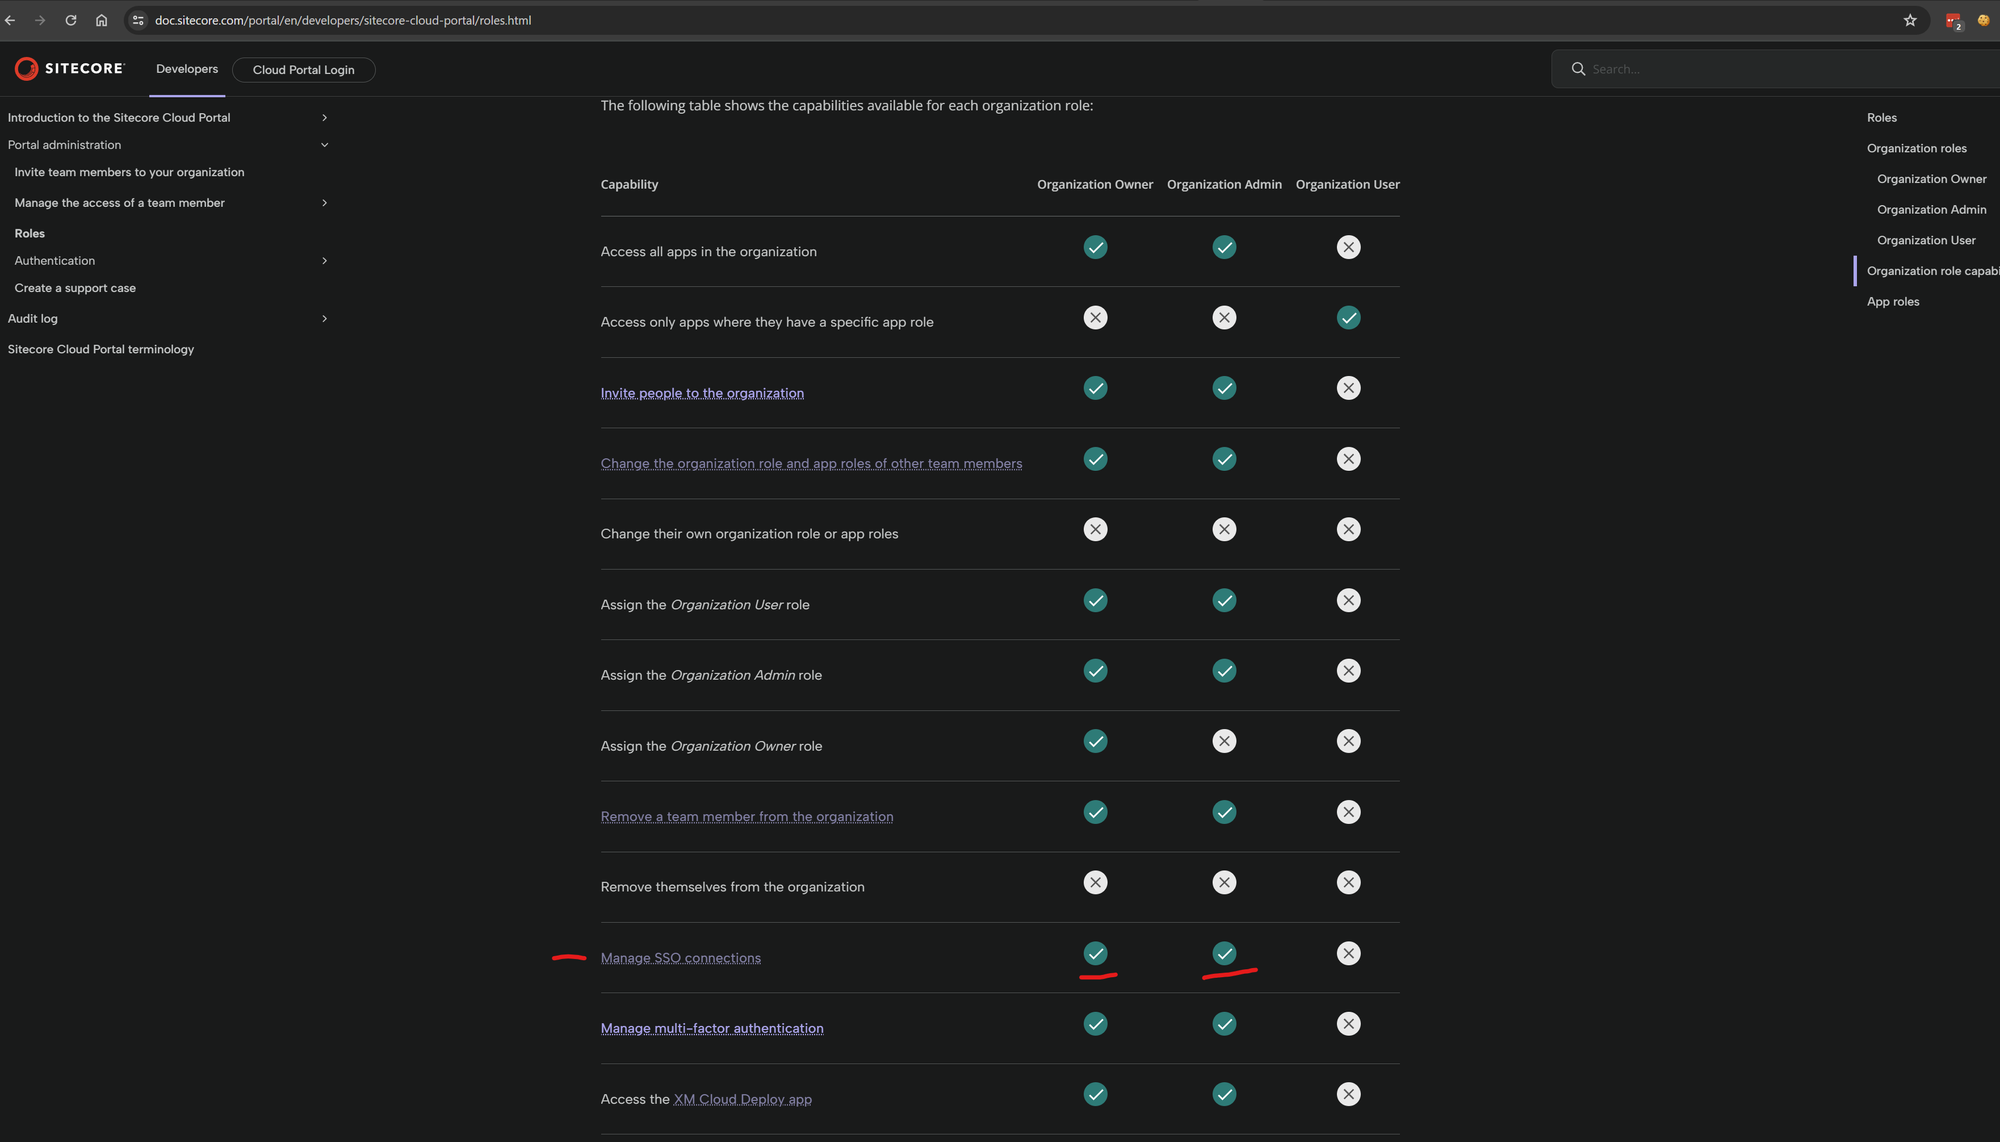 doc.sitecore.com/portal/en/developers/sitecore-cloud-portal/roles.html
2
SITECORE
Developers
Cloud Portal Login
Search...
Introduction to the Sitecore Cloud Portal
Portal administration
Invite team members to your organization
Manage the access of a team member
Roles
Authentication
Create a support case
Audit log
Sitecore Cloud Portal terminology
The following table shows the capabilities available for each organization role:
Capability Organization Owner Organization Admin Organization User
Access all apps in the organization
Access only apps where they have a specific app role
Invite people to the organization
Change the organization role and app roles of other team members
Change their own organization role or app roles
Assign the Organization User role
Assign the Organization Admin role
Assign the Organization Owner role
Remove a team member from the organization
Remove themselves from the organization
Manage SSO connections
Manage multi-factor authentication
Access the XM Cloud Deploy app
Roles
Organization roles
Organization Owner
Organization Admin
Organization User
Organization role capabi
App roles